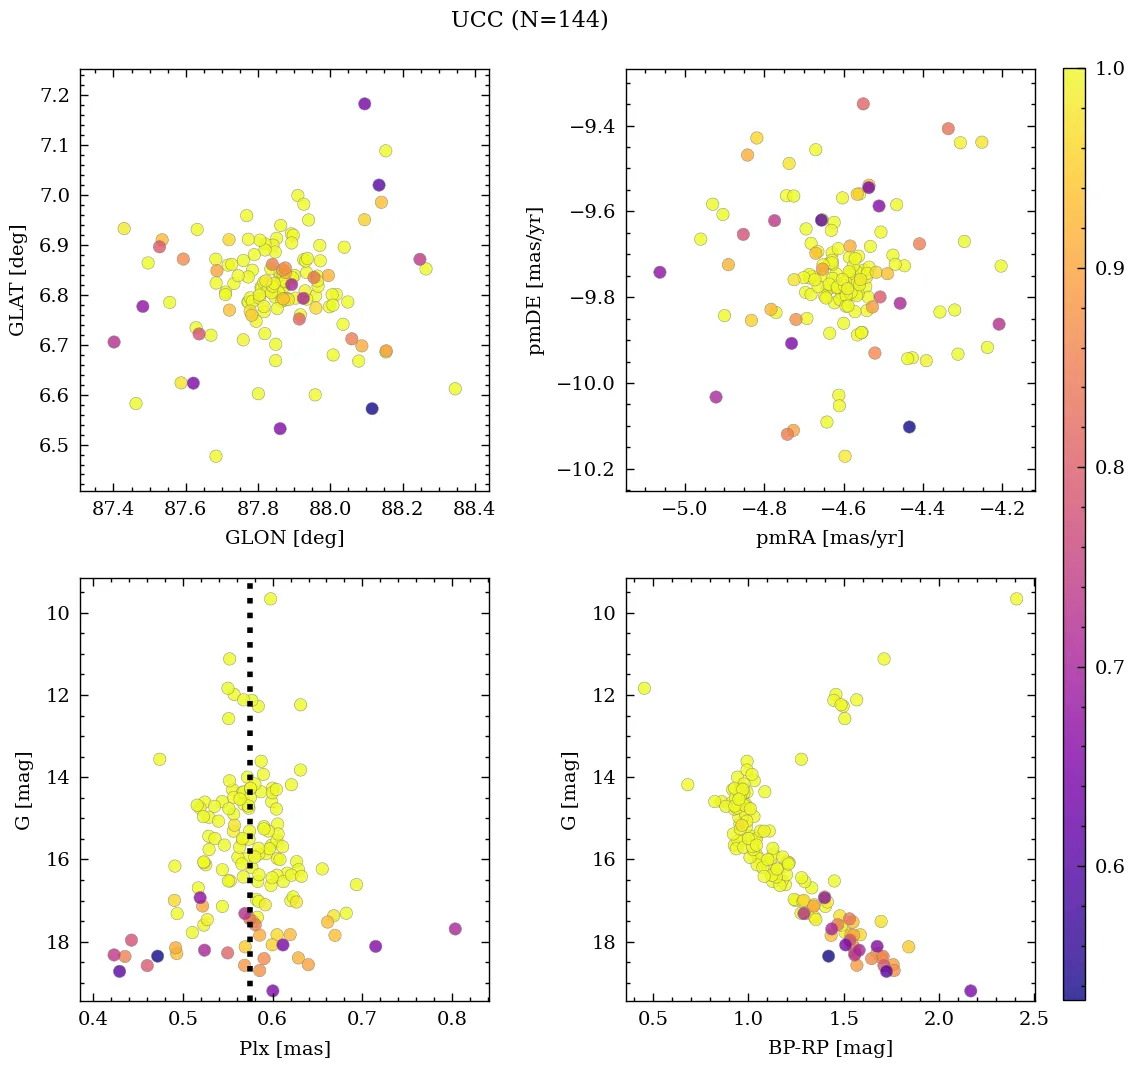 UCC (N=144)
7.2
7.1
7.0
6.9
6.8
6.7
6.6
6.5
GLAT [deg]
87.4 87.6 87.8 88.0 88.2 88.4
GLON [deg]
−9.4
−9.6
−9.8
−10.0
−10.2
pmDE [mas/yr]
−5.0 −4.8 −4.6 −4.4 −4.2
pmRA [mas/yr]
10
12
14
16
18
G [mag]
0.4 0.5 0.6 0.7 0.8
Plx [mas]
10
12
14
16
18
G [mag]
0.5 1.0 1.5 2.0 2.5
BP-RP [mag]
1.0
0.9
0.8
0.7
0.6